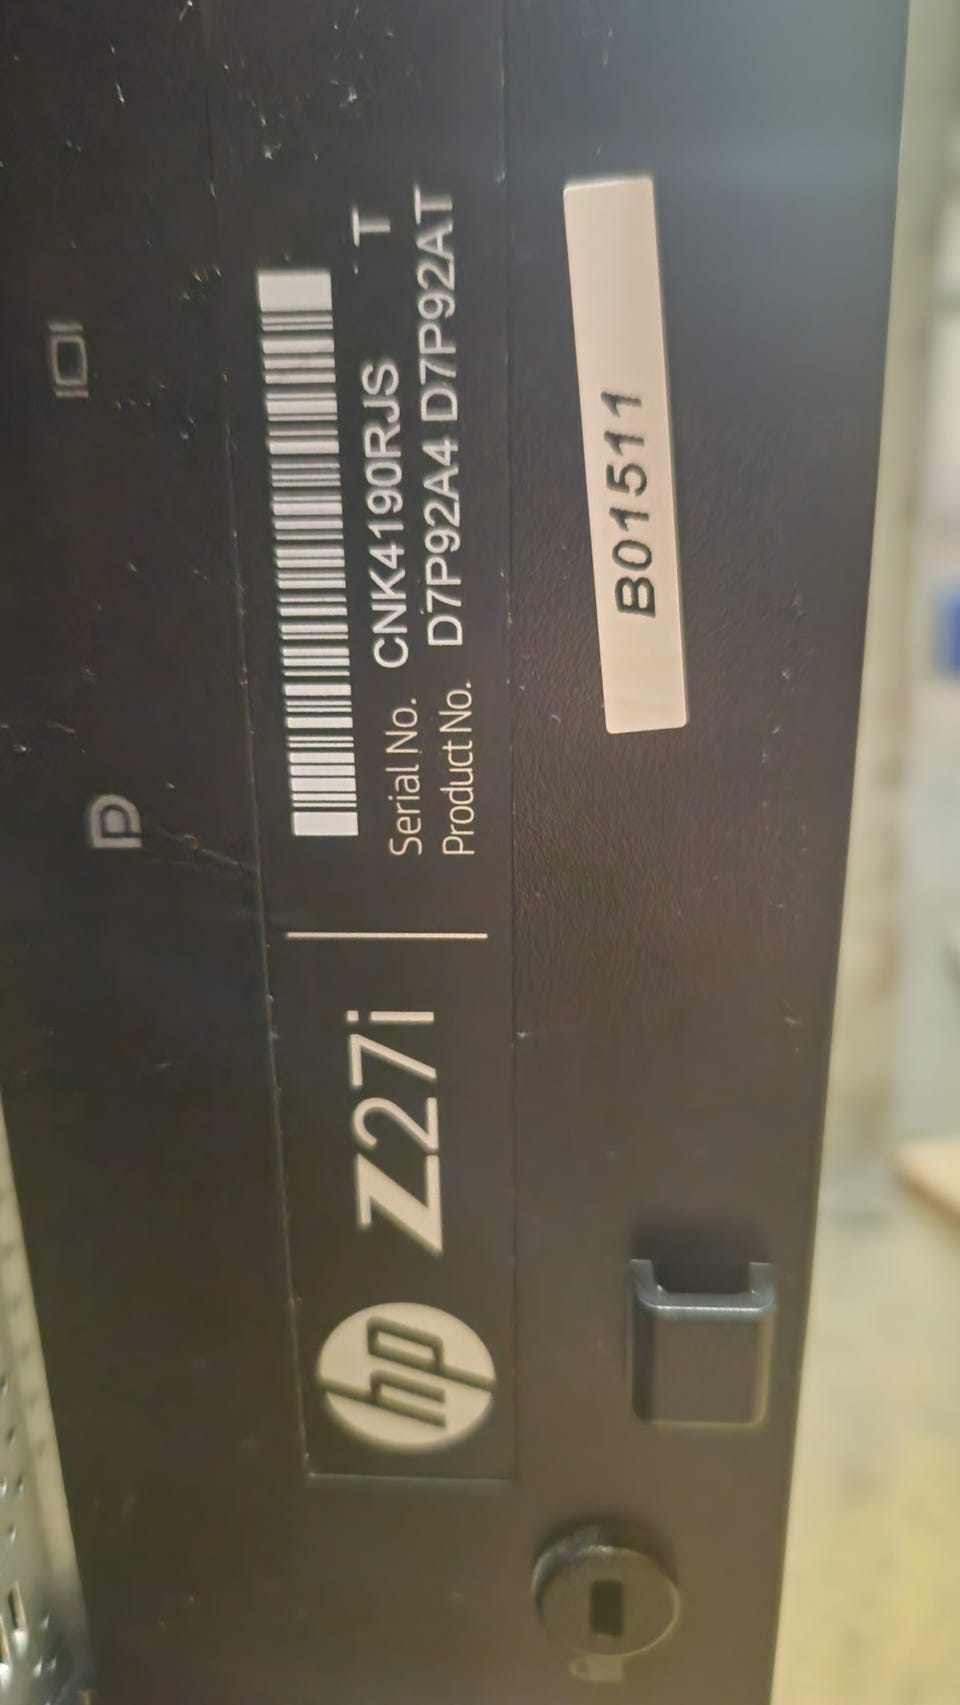 hp Z27i
Serial No. CNK4190RJS T
Product No. D7P92A4 D7P92AT
B01511